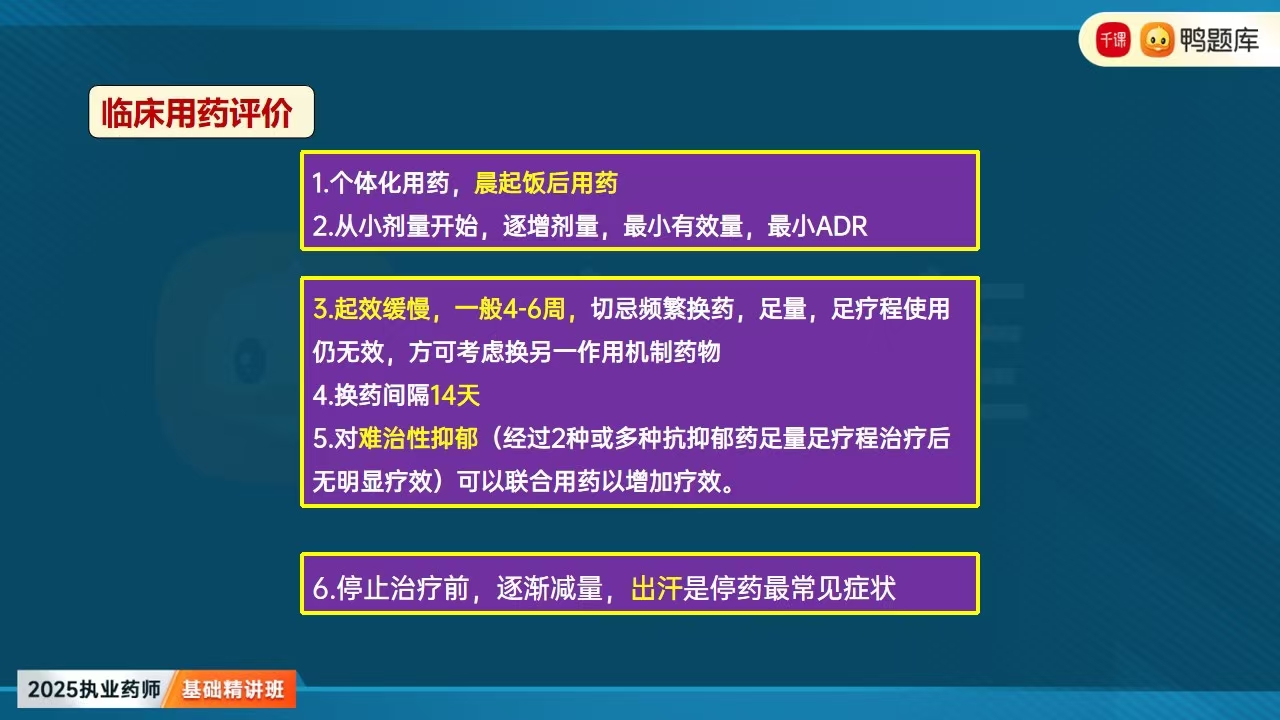 千课 鸭题库
临床用药评价
1.个体化用药，晨起饭后用药
2.从小剂量开始，逐增剂量，最小有效量，最小ADR
3.起效缓慢，一般4-6周，切忌频繁换药，足量，足疗程使用
仍无效，方可考虑换另一作用机制药物
4.换药间隔14天
5.对难治性抑郁（经过2种或多种抗抑郁药足量足疗程治疗后
无明显疗效）可以联合用药以增加疗效。
6.停止治疗前，逐渐减量，出汗是停药最常见症状
2025执业药师 基础精讲班